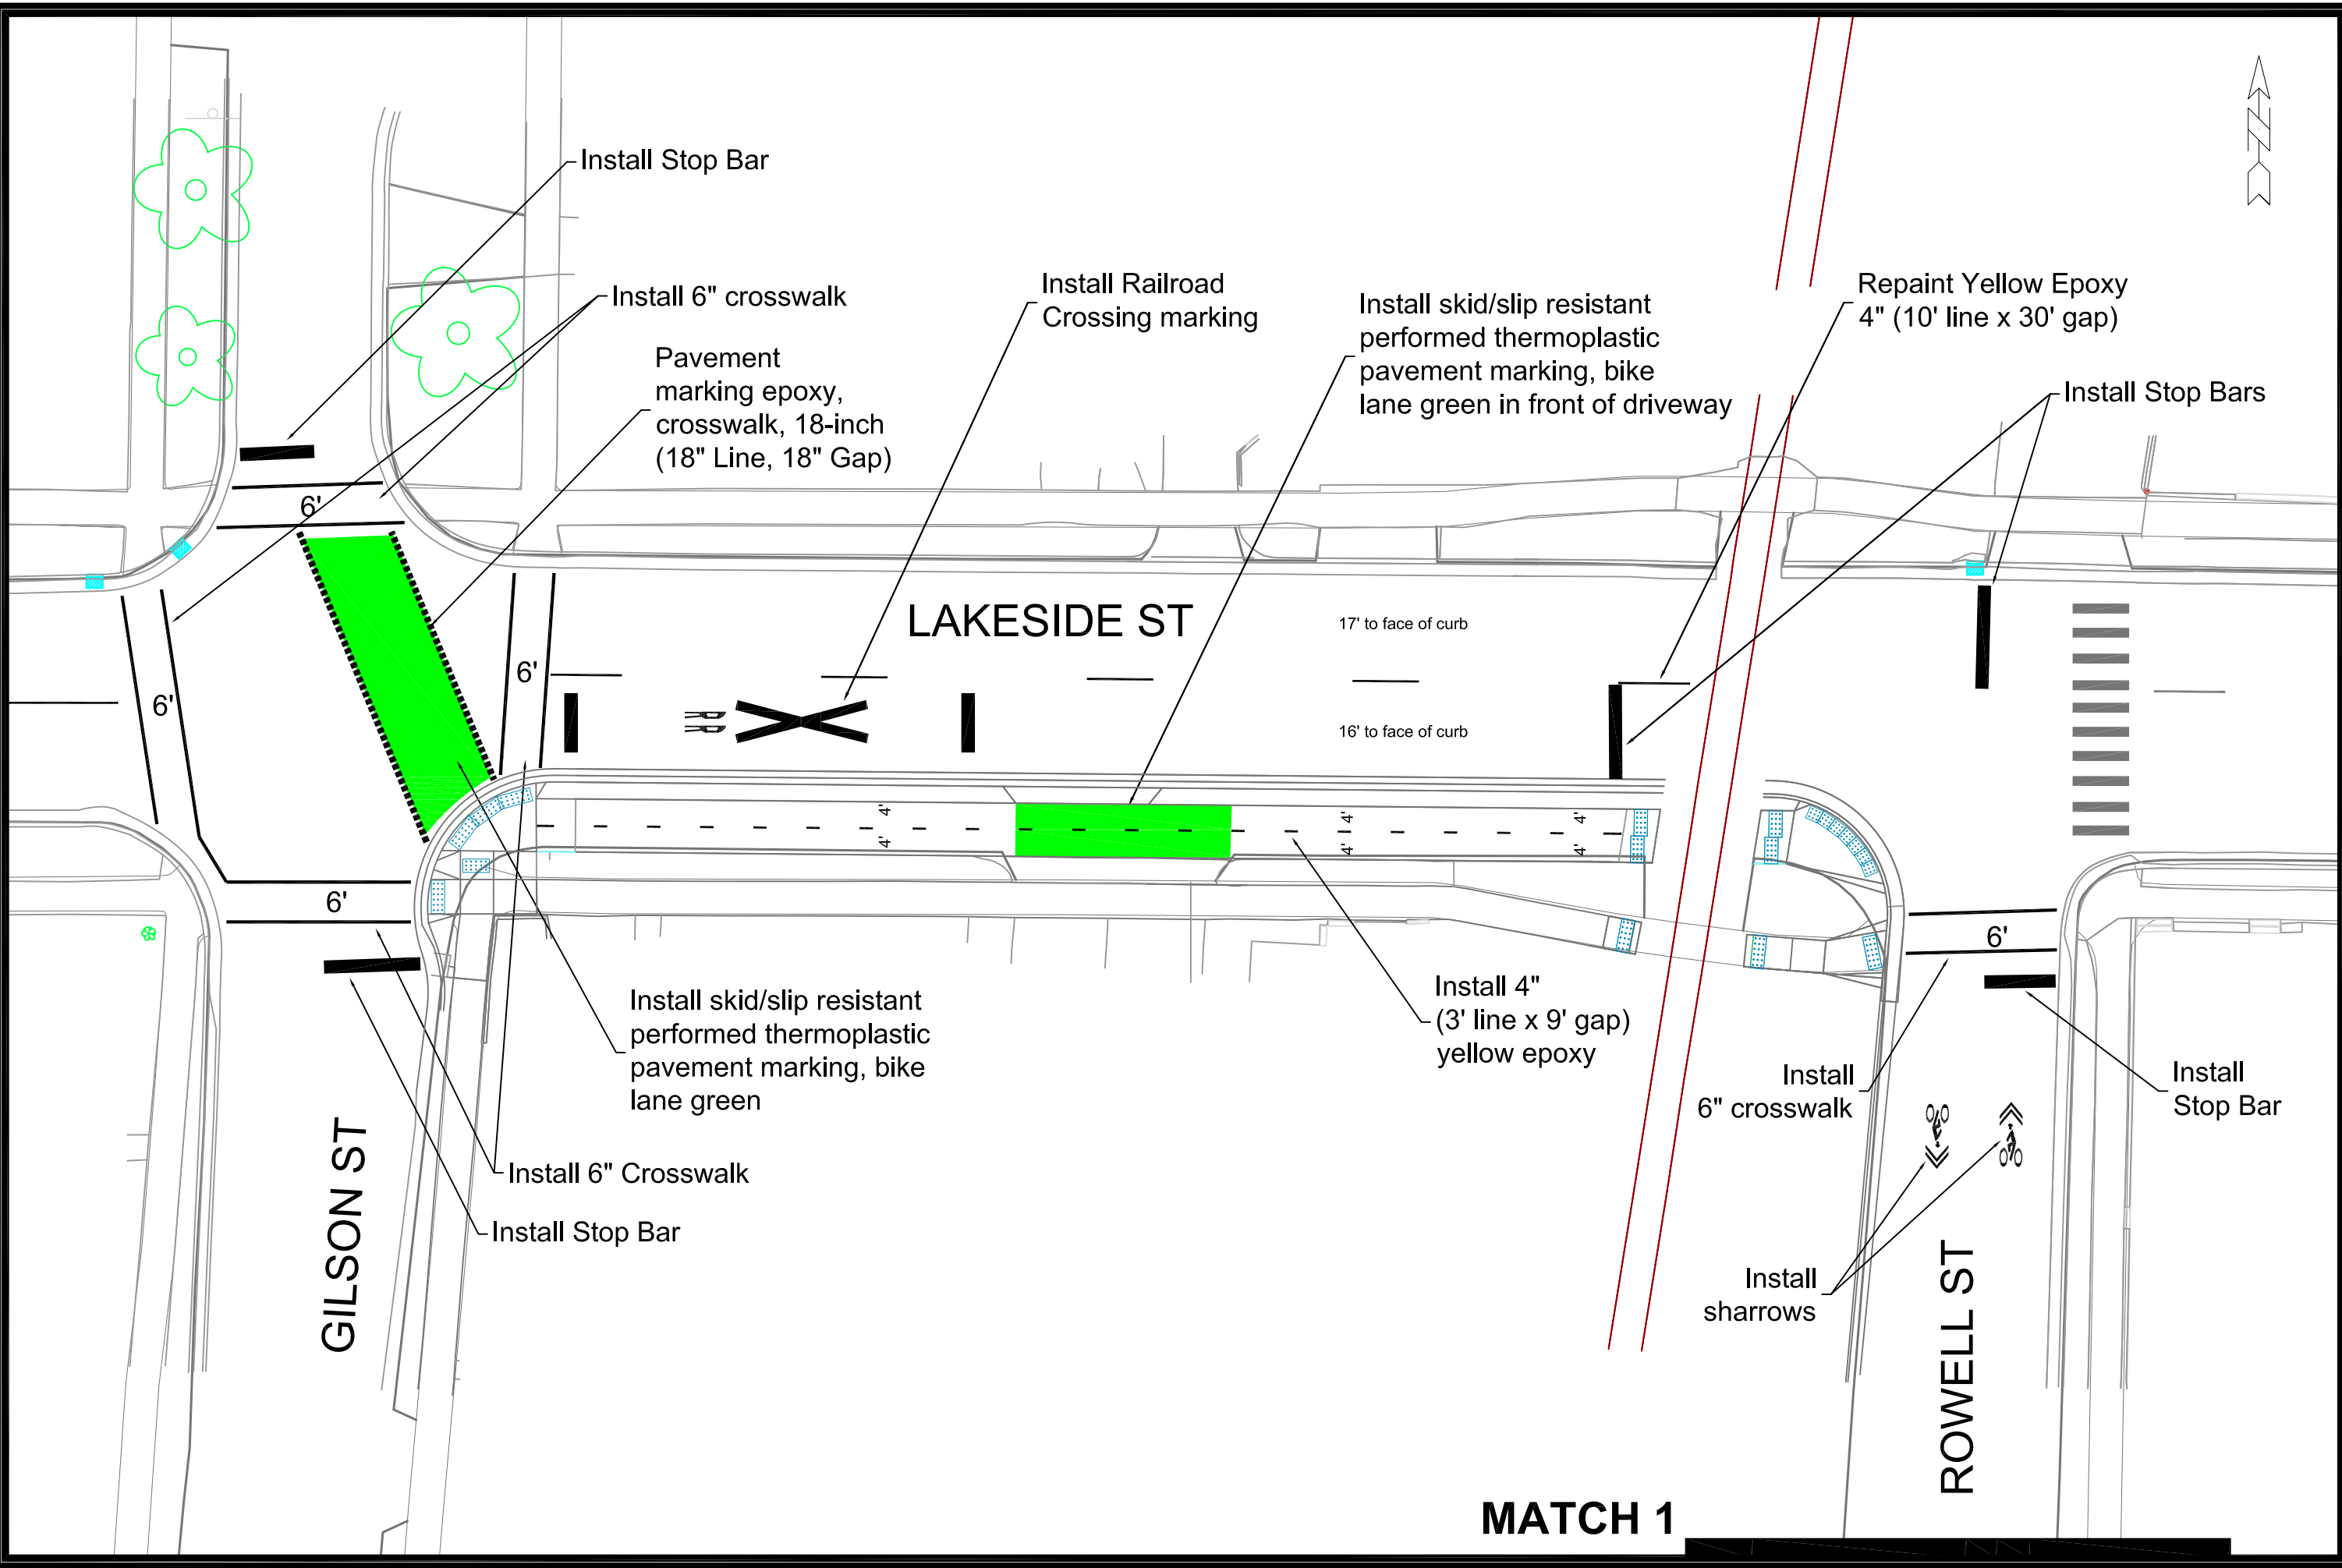 Install Stop Bar
Install 6" crosswalk
Pavement
marking epoxy,
crosswalk, 18-inch
(18" Line, 18" Gap)
Install Railroad
Crossing marking
Install skid/slip resistant
performed thermoplastic
pavement marking, bike
lane green in front of driveway
Repaint Yellow Epoxy
4" (10' line x 30' gap)
Install Stop Bars
N
6'
LAKESIDE ST
17' to face of curb
6'
6'
RR
16' to face of curb
4'
4'
4'
4'
4'
4'
6'
6'
Install skid/slip resistant
performed thermoplastic
pavement marking, bike
lane green
Install 4"
(3' line x 9' gap)
yellow epoxy
Install
6" crosswalk
Install
Stop Bar
Install 6" Crosswalk
Install Stop Bar
GILSON ST
Install
sharrows
ROWELL ST
MATCH 1